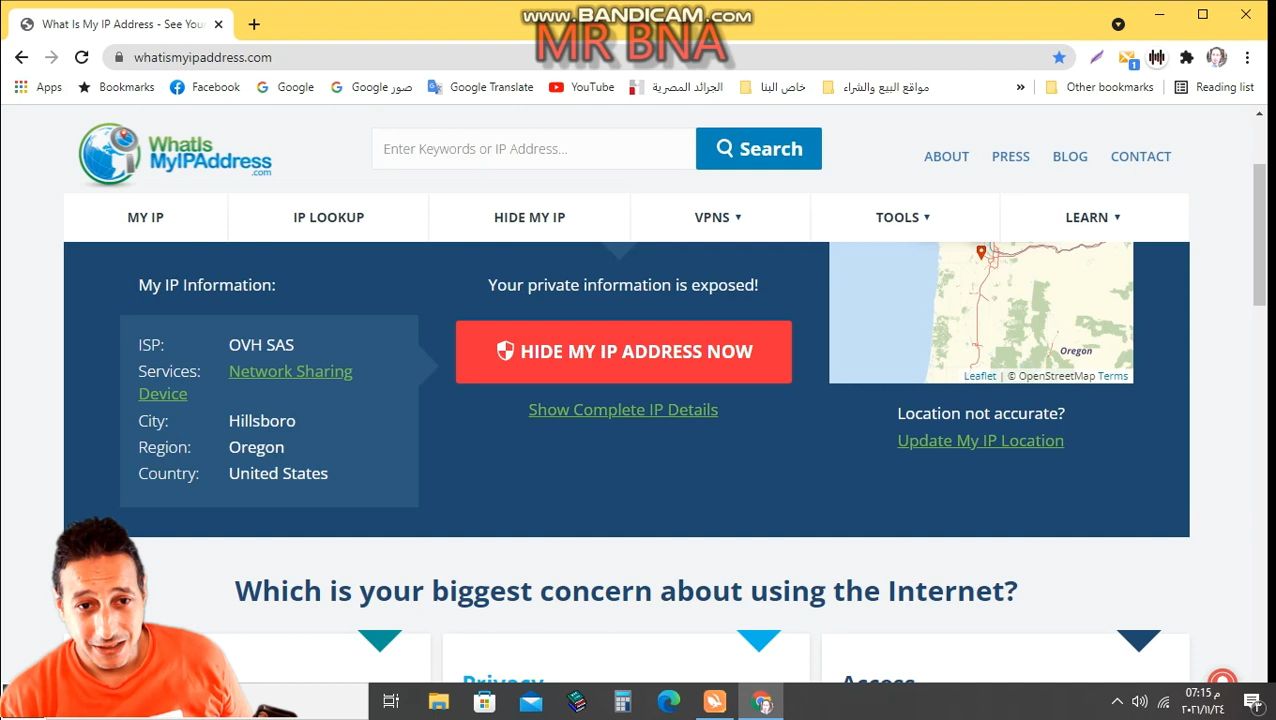 www.BANDICAM.com
MR BNA
What Is My IP Address - See You
whatismyipaddress.com
Apps
Bookmarks
Facebook
Google
صور Google
Google Translate
YouTube
الجرائد المصرية
خاص البنا
مواقع البيع والشراء
»
Other bookmarks
Reading list
WhatIs
MyIPAddress
.com
Enter Keywords or IP Address...
Search
ABOUT
PRESS
BLOG
CONTACT
MY IP
IP LOOKUP
HIDE MY IP
VPNS
TOOLS
LEARN
My IP Information:
ISP: OVH SAS
Services: Network Sharing
Device
City: Hillsboro
Region: Oregon
Country: United States
Your private information is exposed!
HIDE MY IP ADDRESS NOW
Show Complete IP Details
Oregon
Leaflet | © OpenStreetMap Terms
Location not accurate?
Update My IP Location
Which is your biggest concern about using the Internet?
Privacy
Access
07:15 م
٢٠٢١/١١/٢٤